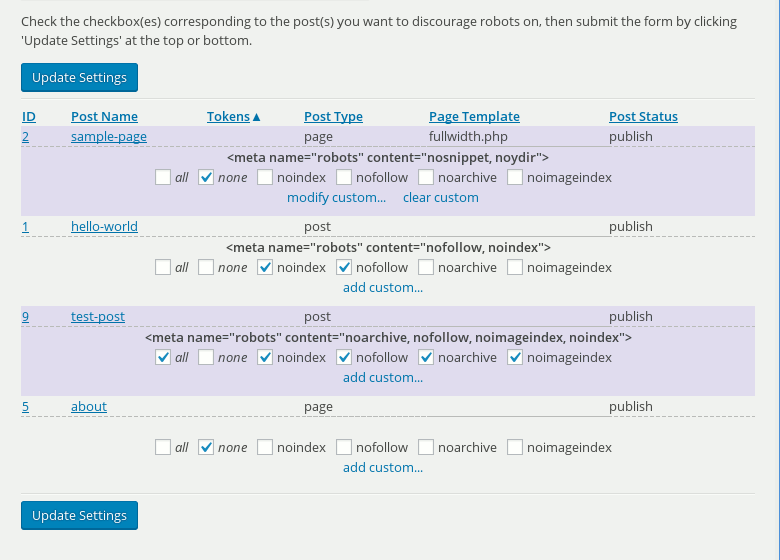 Check the checkbox(es) corresponding to the post(s) you want to discourage robots on, then submit the form by clicking
'Update Settings' at the top or bottom.
Update Settings
ID Post Name Tokens▲ Post Type Page Template Post Status
2 sample-page page fullwidth.php publish
<meta name="robots" content="nosnippet, noydir">
all none noindex nofollow noarchive noimageindex
modify custom... clear custom
1 hello-world post publish
<meta name="robots" content="nofollow, noindex">
all none noindex nofollow noarchive noimageindex
add custom...
9 test-post post publish
<meta name="robots" content="noarchive, nofollow, noimageindex, noindex">
all none noindex nofollow noarchive noimageindex
add custom...
5 about page publish
all none noindex nofollow noarchive noimageindex
add custom...
Update Settings